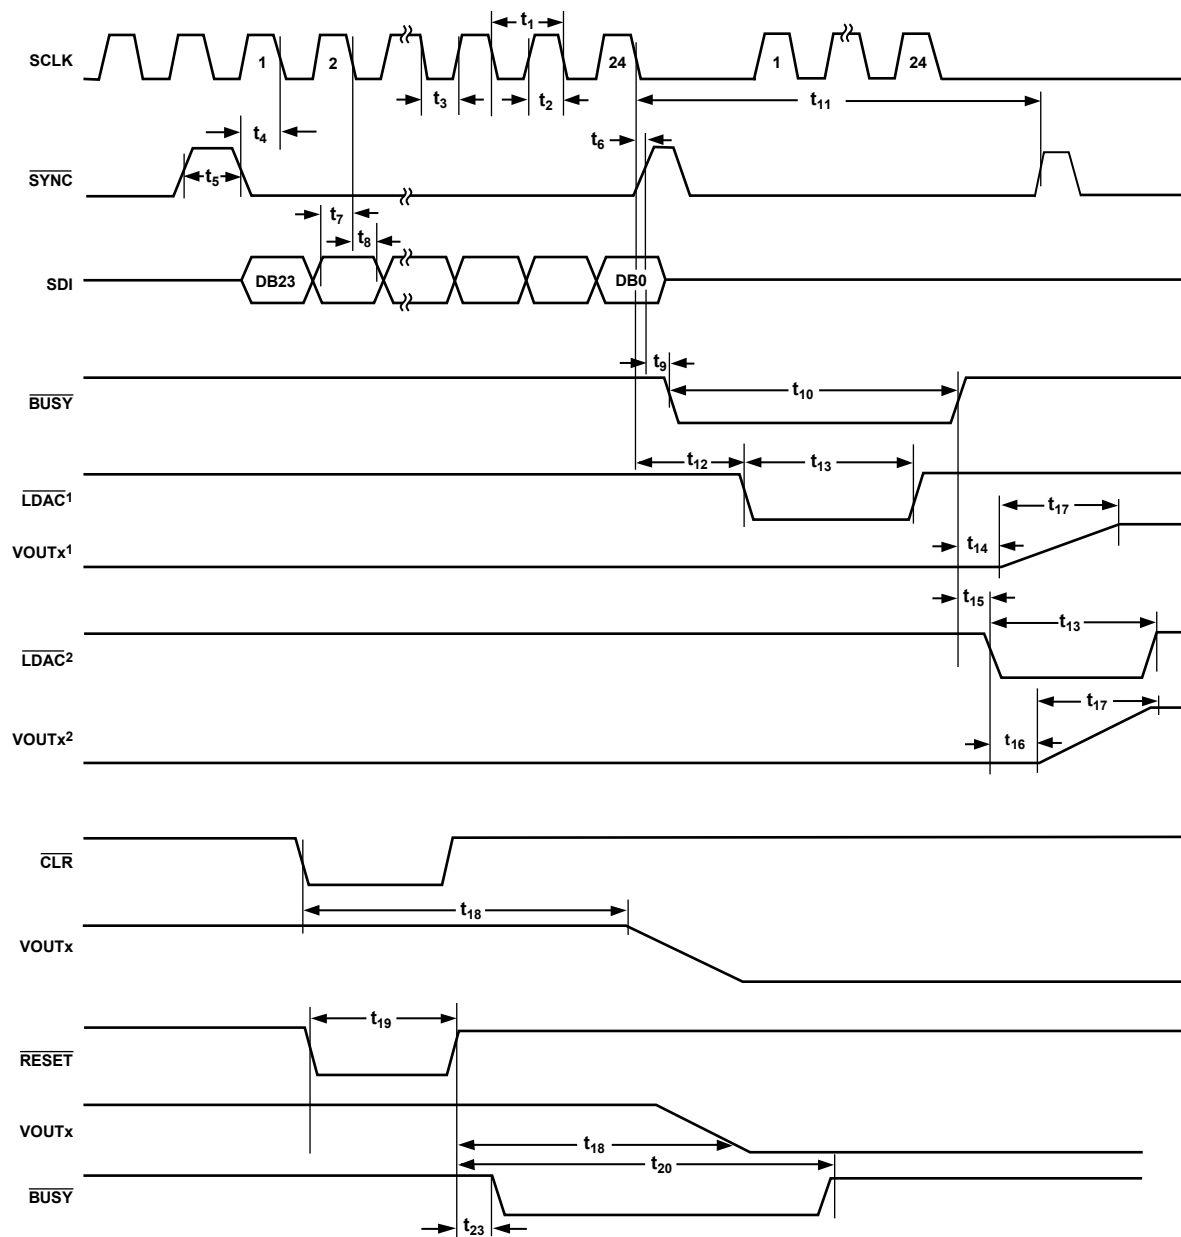 t1
SCLK
1
2
24
1
24
t3
t2
t11
t4
t6
SYNC
t5
t7
t8
SDI
DB23
DB0
t9
BUSY
t10
t12
t13
LDAC1
t17
VOUTx1
t14
t15
t13
LDAC2
t17
VOUTx2
t16
CLR
t18
VOUTx
t19
RESET
VOUTx
t18
t20
BUSY
t23